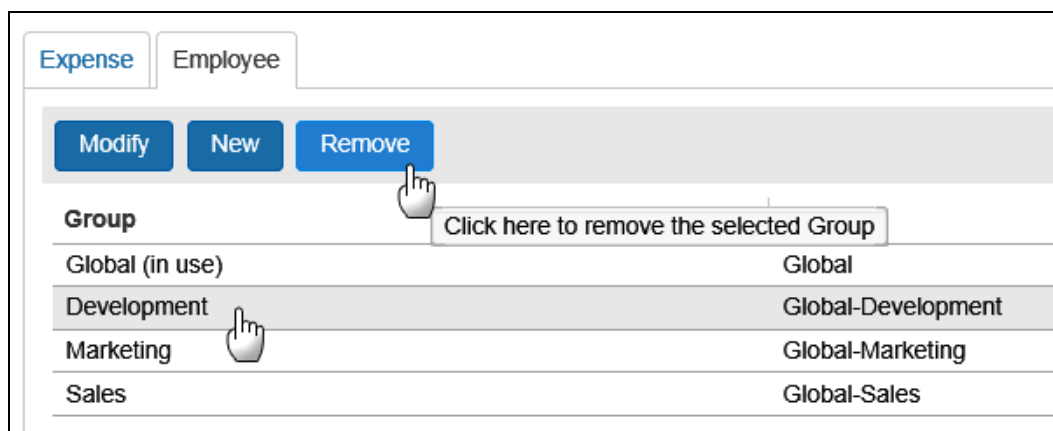 Expense Employee
Modify New Remove
Group
Click here to remove the selected Group
Global (in use) Global
Development Global-Development
Marketing Global-Marketing
Sales Global-Sales